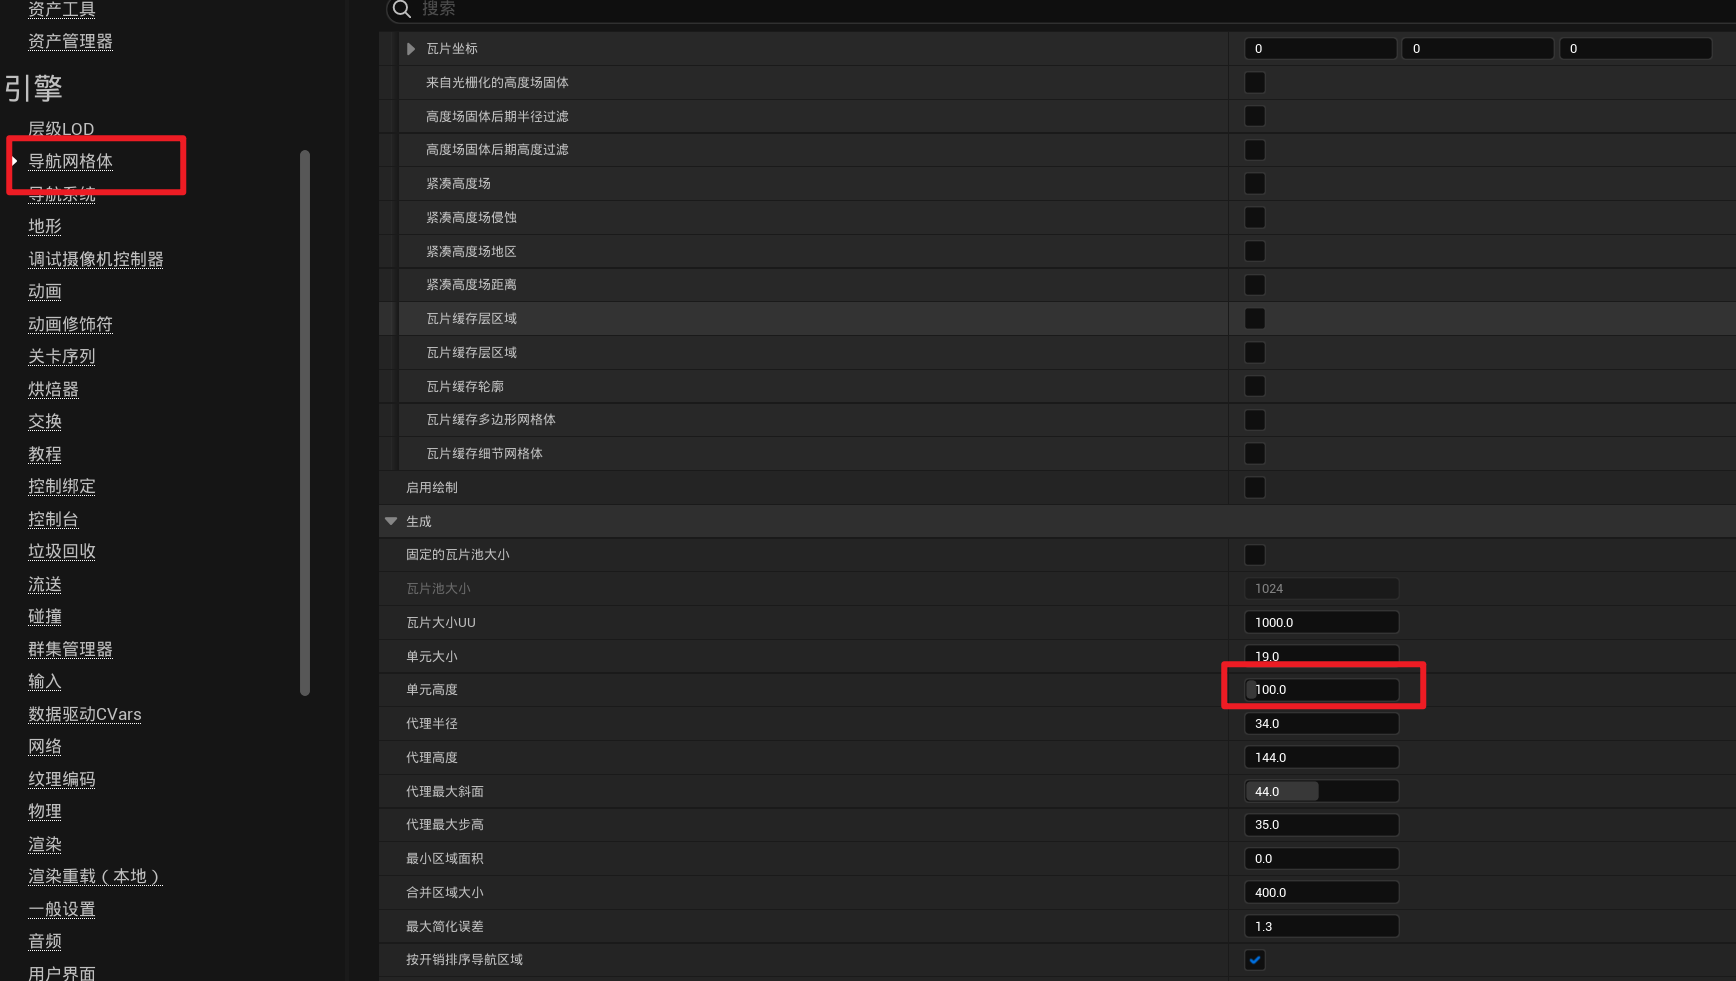 资产工具
资产管理器
引擎
层级LOD
导航网格体
导航系统
地形
调试摄像机控制器
动画
动画修饰符
关卡序列
烘焙器
交换
教程
控制绑定
控制台
垃圾回收
流送
碰撞
群集管理器
输入
数据驱动CVars
网络
纹理编码
物理
渲染
渲染重载（本地）
一般设置
音频
用户界面
搜索
瓦片坐标 0 0 0
来自光栅化的高度场固体
高度场固体后期半径过滤
高度场固体后期高度过滤
紧凑高度场
紧凑高度场侵蚀
紧凑高度场地区
紧凑高度场距离
瓦片缓存层区域
瓦片缓存层区域
瓦片缓存轮廓
瓦片缓存多边形网格体
瓦片缓存细节网格体
启用绘制
生成
固定的瓦片池大小
瓦片池大小 1024
瓦片大小UU 1000.0
单元大小 19.0
单元高度 100.0
代理半径 34.0
代理高度 144.0
代理最大斜面 44.0
代理最大步高 35.0
最小区域面积 0.0
合并区域大小 400.0
最大简化误差 1.3
按开销排序导航区域